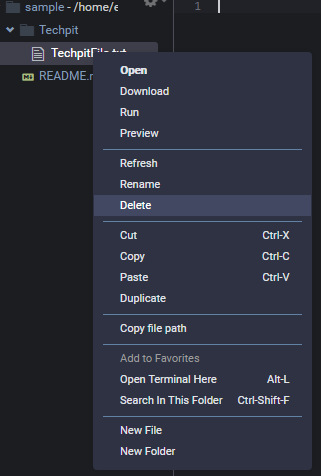 sample - /home/e
1
Techpit
TechpitFile.txt
README.
Open
Download
Run
Preview
Refresh
Rename
Delete
Cut Ctrl-X
Copy Ctrl-C
Paste Ctrl-V
Duplicate
Copy file path
Add to Favorites
Open Terminal Here Alt-L
Search In This Folder Ctrl-Shift-F
New File
New Folder